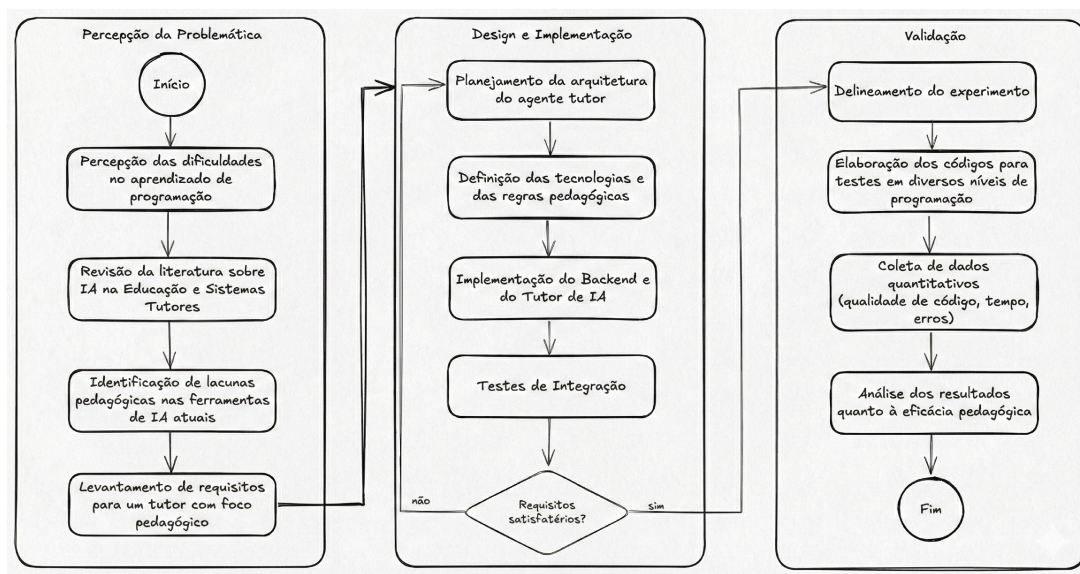 Percepção da Problemática
Início
Percepção das dificuldades
no aprendizado de
programação
Revisão da literatura sobre
IA na Educação e Sistemas
Tutores
Identificação de lacunas
pedagógicas nas ferramentas
de IA atuais
Levantamento de requisitos
para um tutor com foco
pedagógico
Design e Implementação
Planejamento da arquitetura
do agente tutor
Definição das tecnologias e
das regras pedagógicas
Implementação do Backend e
do Tutor de IA
Testes de Integração
Requisitos
satisfatérios?
não
sim
Validação
Delineamento do experimento
Elaboração dos códigos para
testes em diversos níveis de
programação
Coleta de dados
quantitativos
(qualidade de código, tempo,
erros)
Análise dos resultados
quanto à eficácia pedagógica
Fim